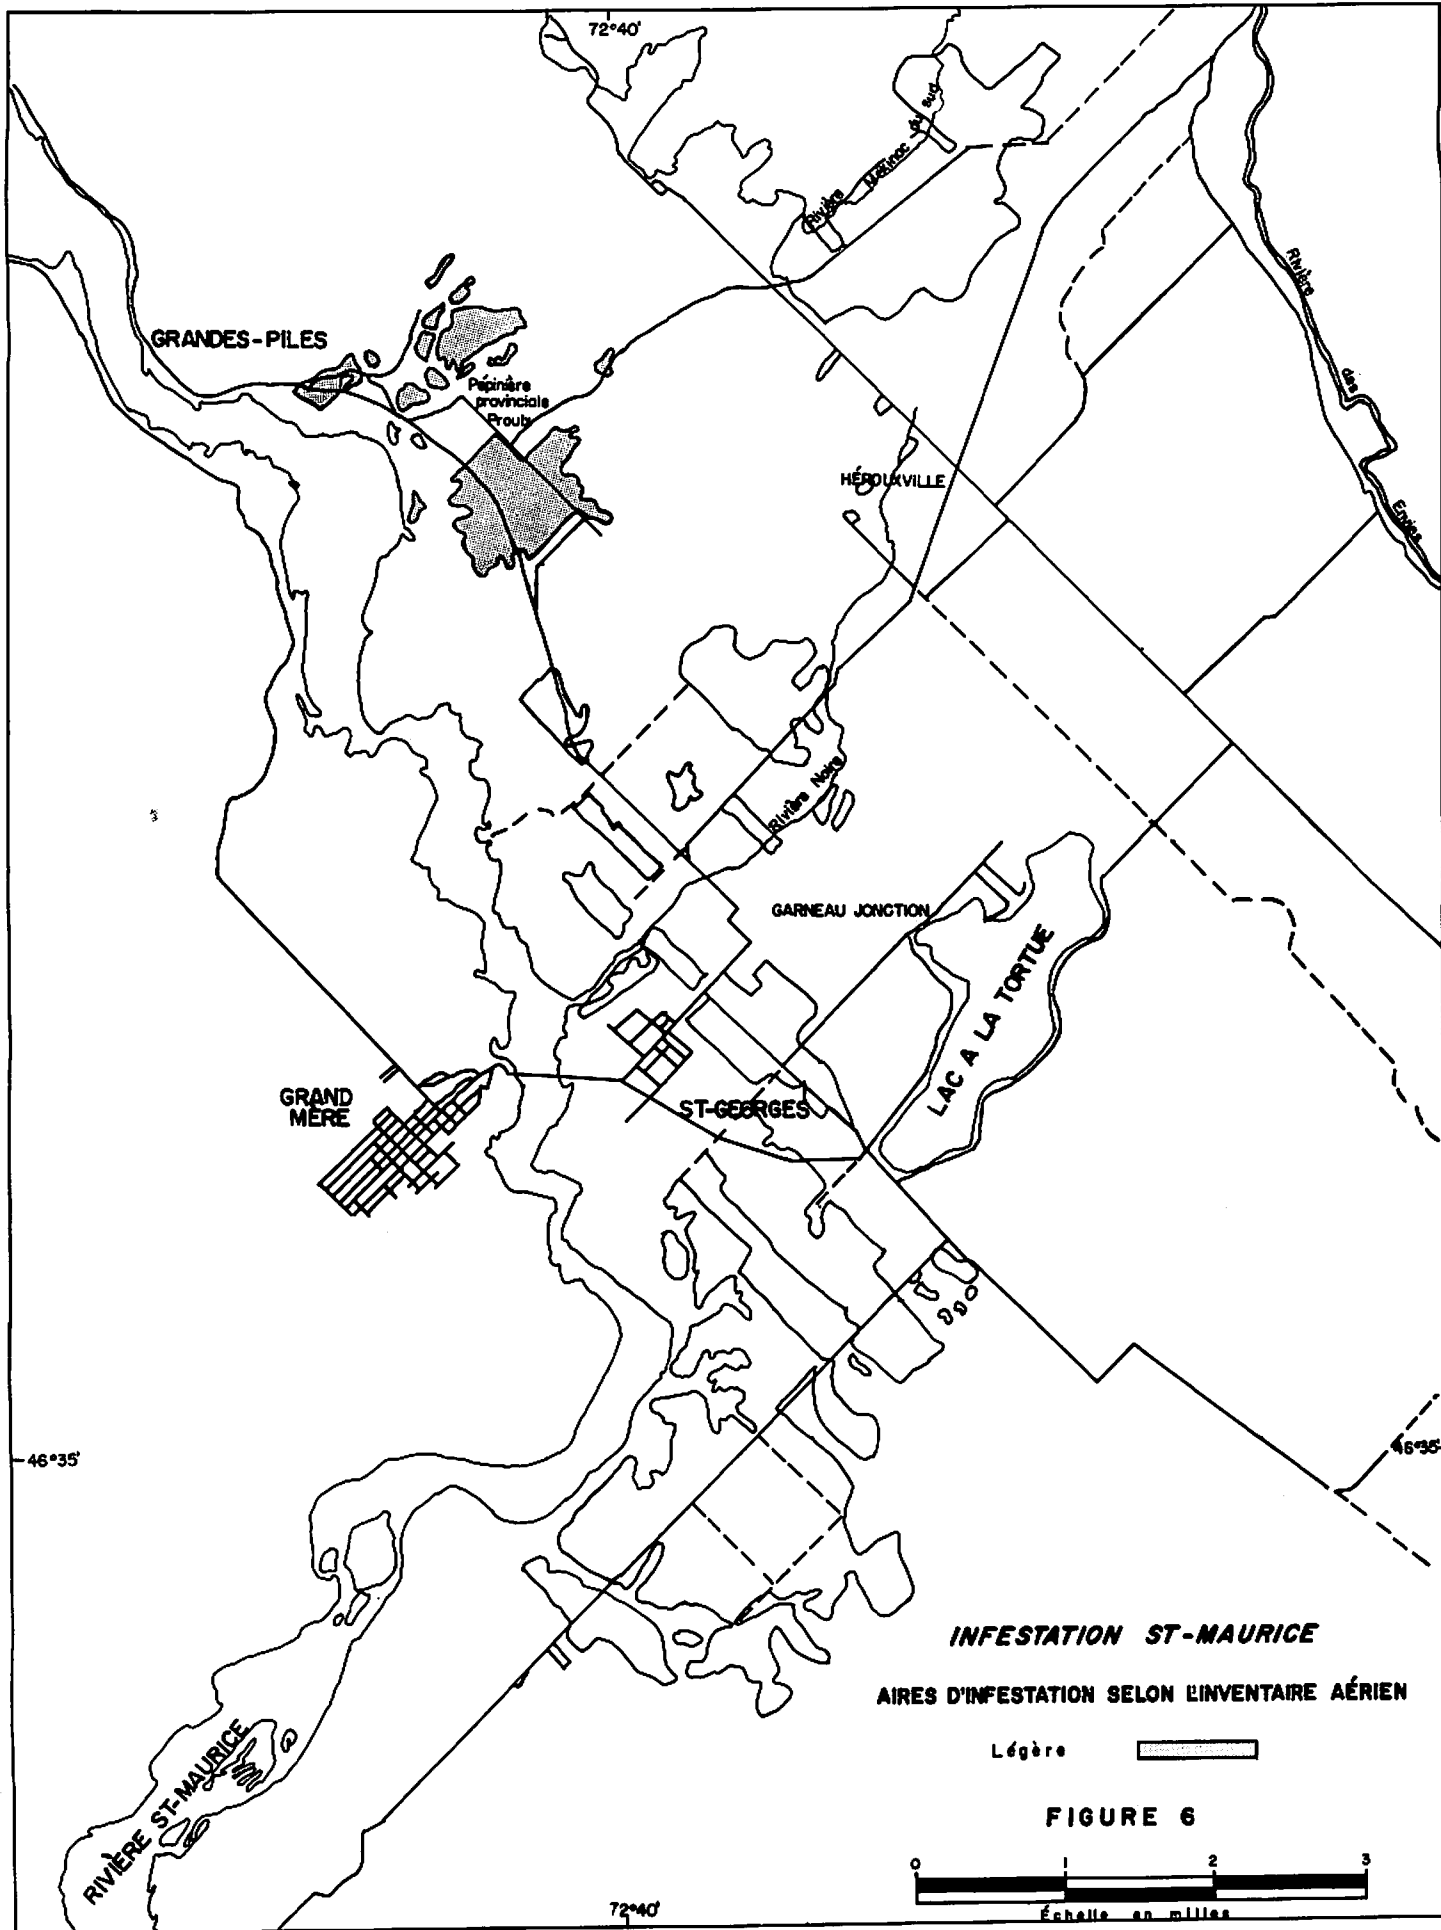 72°40'
Rivière Mékinac du sud
GRANDES-PILES
Pépinière
provinciale
Proulx
Rivière des Envies
HÉROUXVILLE
Rivière Noire
GARNEAU JONCTION
LAC A LA TORTUE
GRAND
MÈRE
ST-GEORGES
46°35'
46°35'
RIVIÈRE ST-MAURICE
INFESTATION ST-MAURICE
AIRES D'INFESTATION SELON L'INVENTAIRE AÉRIEN
Légère
FIGURE 6
0 1 2 3
Échelle en milles
72°40'